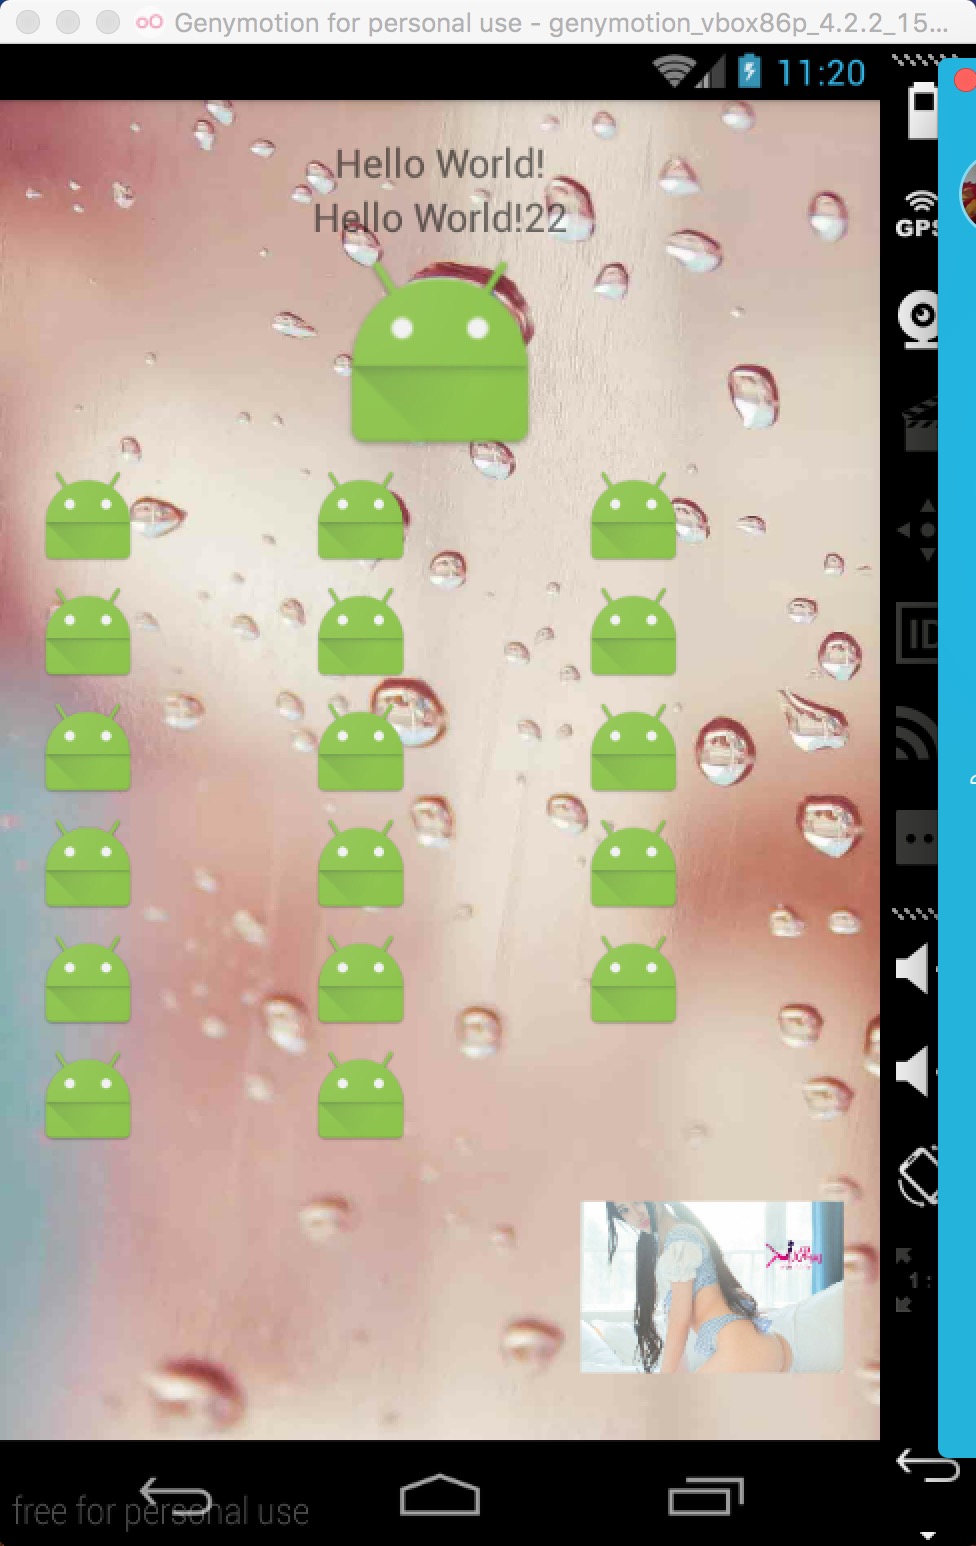 Genymotion for personal use - genymotion_vbox86p_4.2.2_15...
11:20
Hello World!
Hello World!22
GPS
ID
1:
free for personal use